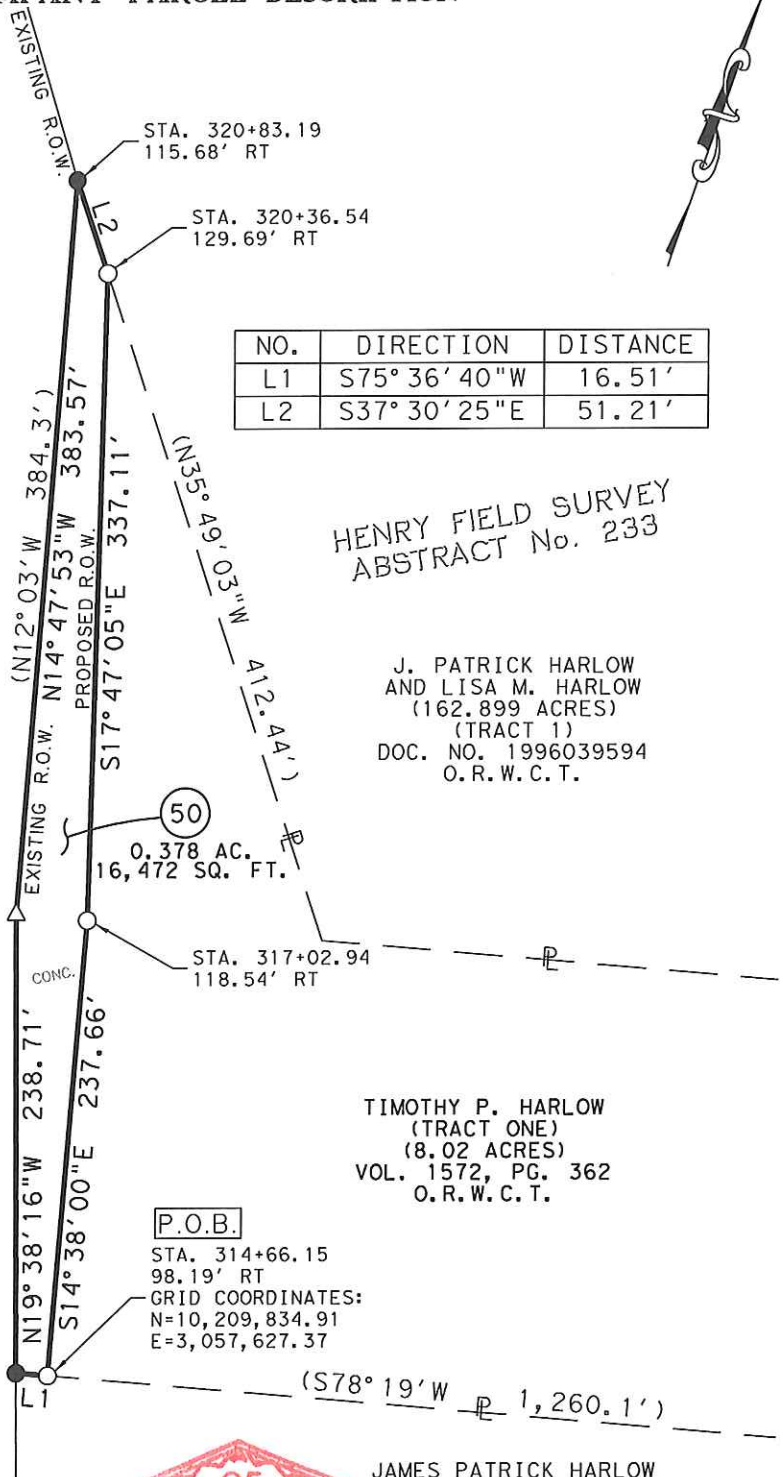 EXISTING R.O.W.
STA. 320+83.19
115.68' RT
L2
STA. 320+36.54
129.69' RT
NO. DIRECTION DISTANCE
L1 S75°36'40"W 16.51'
L2 S37°30'25"E 51.21'
(N12°03'W 384.3')
EXISTING R.O.W. N14°47'53"W 383.57'
PROPOSED R.O.W.
S17°47'05"E 337.11'
(N35°49'03"W 412.44')
HENRY FIELD SURVEY
ABSTRACT No. 233
J. PATRICK HARLOW
AND LISA M. HARLOW
(162.899 ACRES)
(TRACT 1)
DOC. NO. 1996039594
O.R.W.C.T.
50
0.378 AC.
16,472 SQ. FT.
PL
PL
STA. 317+02.94
118.54' RT
CONC.
N19°38'16"W 238.71'
S14°38'00"E 237.66'
TIMOTHY P. HARLOW
(TRACT ONE)
(8.02 ACRES)
VOL. 1572, PG. 362
O.R.W.C.T.
P.O.B.
STA. 314+66.15
98.19' RT
GRID COORDINATES:
N=10,209,834.91
E=3,057,627.37
L1
(S78°19'W PL 1,260.1')
JAMES PATRICK HARLOW